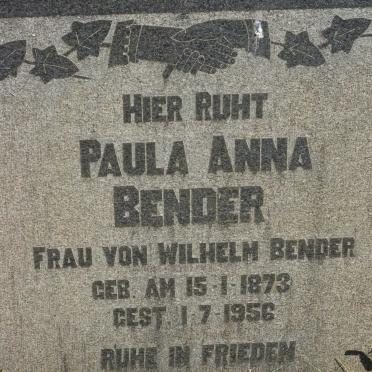 HIER RUHT
PAULA ANNA
BENDER
FRAU VON WILHELM BENDER
GEB. AM 15·1·1873
GEST. 1·7·1956
RUHE IN FRIEDEN